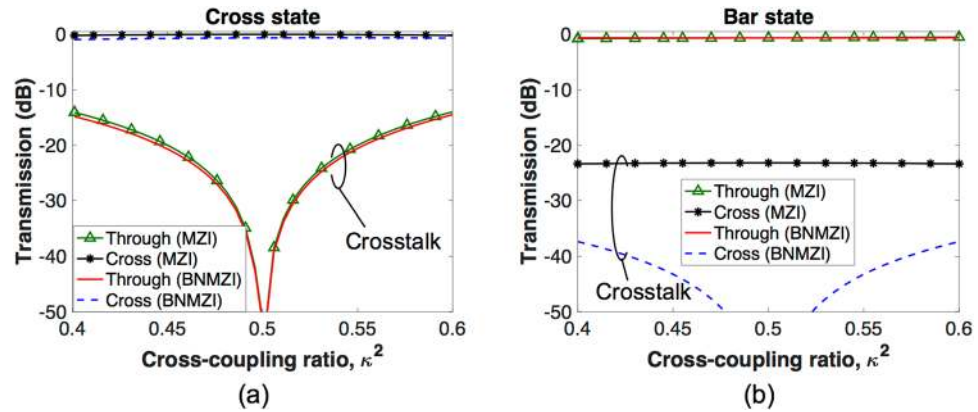 Cross state
Transmission (dB)
0
-10
-20
-30
-40
-50
Through (MZI)
Cross (MZI)
Through (BNMZI)
Cross (BNMZI)
Crosstalk
0.4
0.45
0.5
0.55
0.6
Cross-coupling ratio, κ²
(a)
Bar state
Transmission (dB)
0
-10
-20
-30
-40
-50
Through (MZI)
Cross (MZI)
Through (BNMZI)
Cross (BNMZI)
Crosstalk
0.4
0.45
0.5
0.55
0.6
Cross-coupling ratio, κ²
(b)